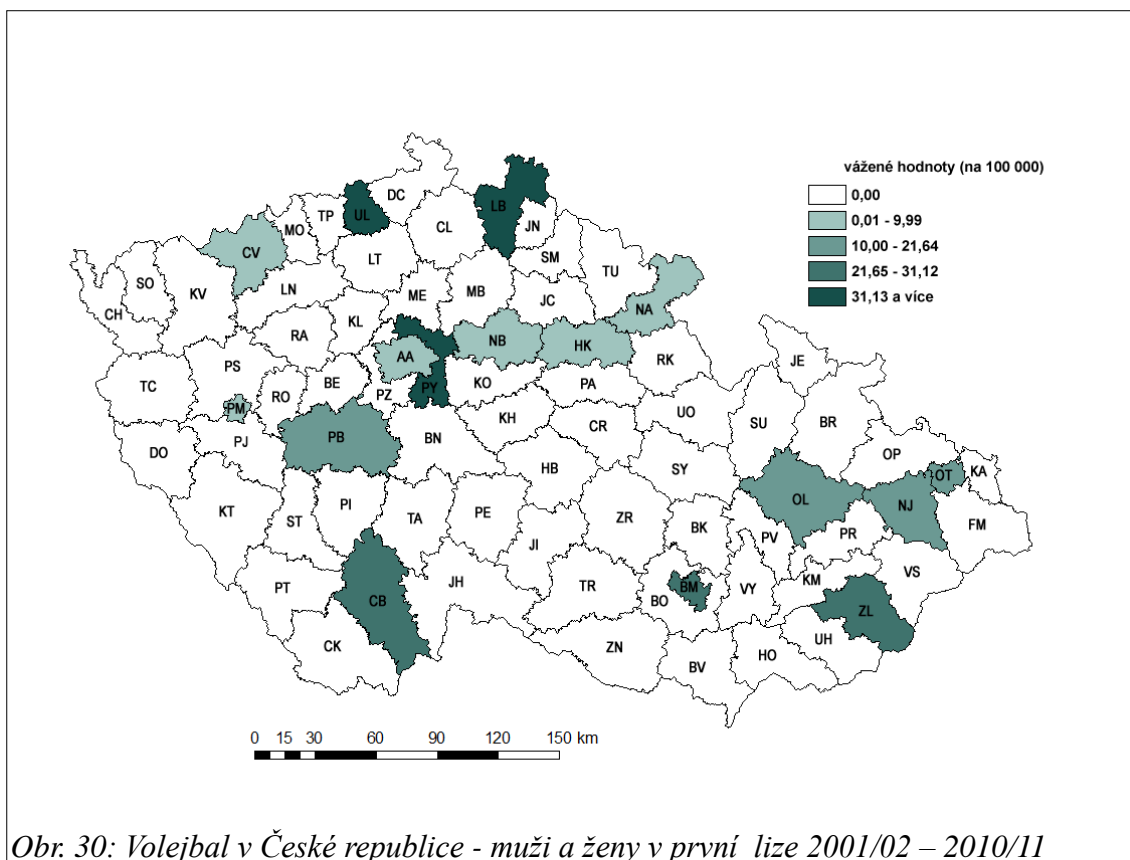 vážené hodnoty (na 100 000)
0,00
0,01 - 9,99
10,00 - 21,64
21,65 - 31,12
31,13 a více
DC
UL
TP
MO
LB
JN
CL
CV
SM
TU
LT
SO
KV
LN
ME
MB
JC
NA
CH
KL
RA
NB
HK
AA
RK
JE
PS
TC
BE
RO
PZ
PY
KO
PA
PM
KH
CR
UO
SU
BR
DO
PJ
PB
BN
OP
HB
SY
OT
KA
KT
ST
PI
TA
PE
ZR
OL
NJ
FM
BK
PV
PR
JI
PT
CB
JH
TR
BO
BM
VY
KM
VS
ZL
CK
ZN
BV
HO
UH
0 15 30 60 90 120 150 km
Obr. 30: Volejbal v České republice - muži a ženy v první lize 2001/02 – 2010/11